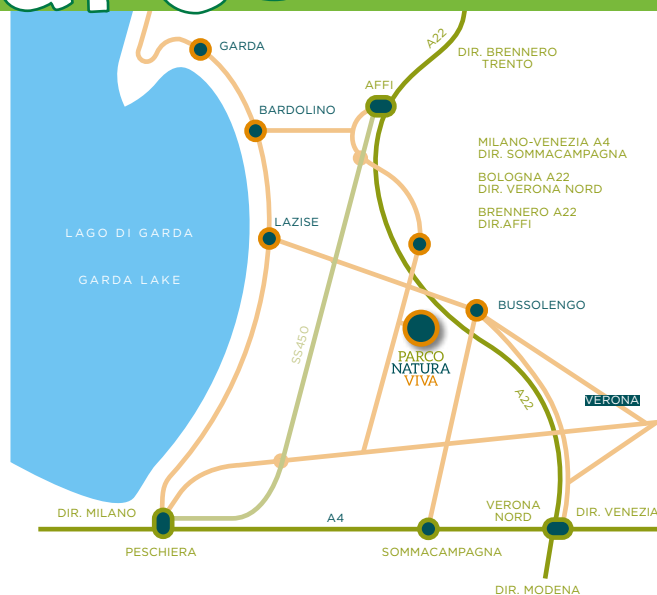 GARDA
A22
DIR. BRENNERO
TRENTO
AFFI
BARDOLINO
MILANO-VENEZIA A4
DIR. SOMMACAMPAGNA
BOLOGNA A22
DIR. VERONA NORD
BRENNERO A22
DIR.AFFI
LAZISE
LAGO DI GARDA
GARDA LAKE
BUSSOLENGO
SS450
PARCO
NATURA
VIVA
A22
VERONA
DIR. MILANO
A4
VERONA
NORD
DIR. VENEZIA
PESCHIERA
SOMMACAMPAGNA
DIR. MODENA